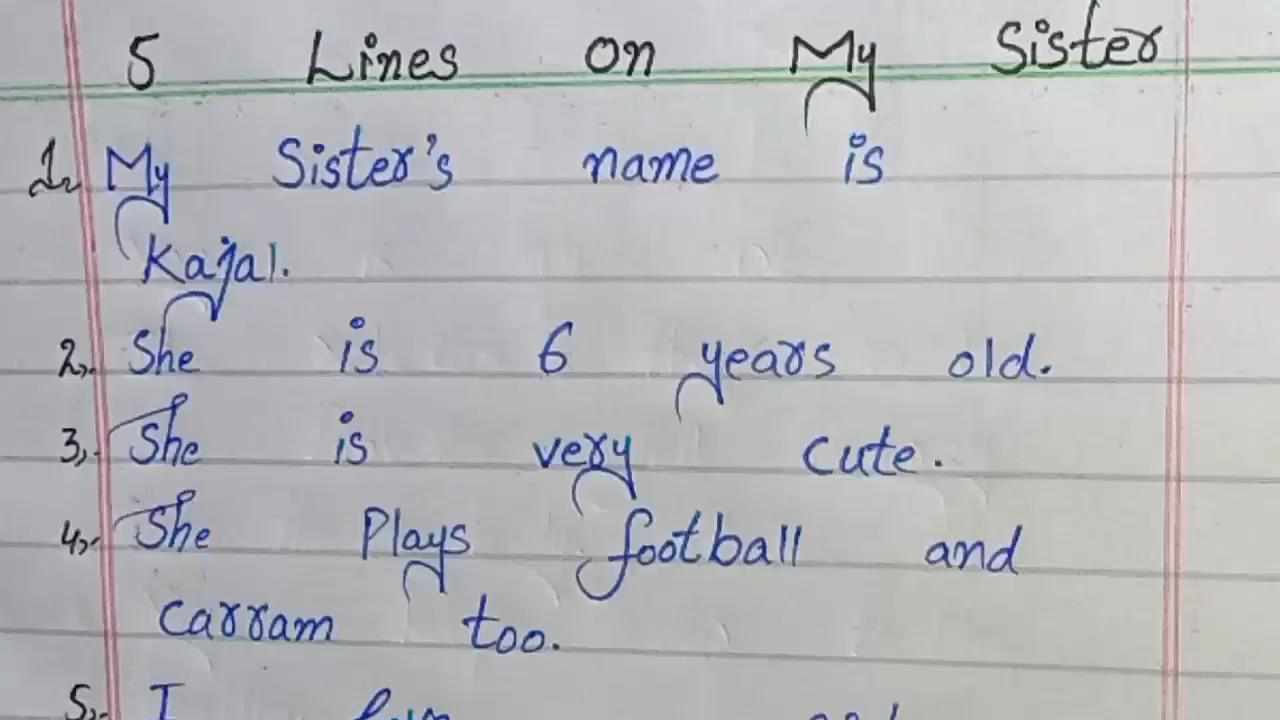 5 Lines on My Sister
1. My Sister's name is
Kajal.
2. She is 6 years old.
3. She is very cute.
4. She Plays football and
carram too.
5. I